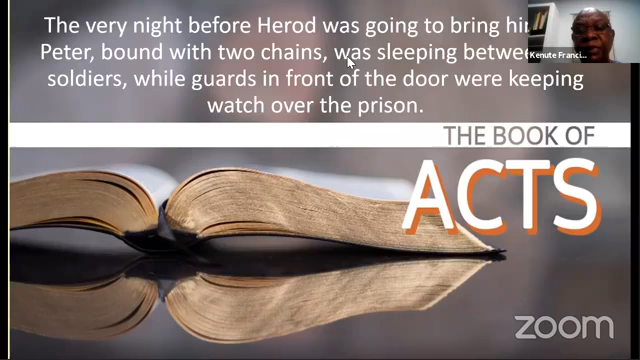 The very night before Herod was going to bring
Peter, bound with two chains, was sleeping
soldiers, while guards in front of the door were keeping
watch over the prison.
Kenute Franci...
THE BOOK OF
ACTS
zoom